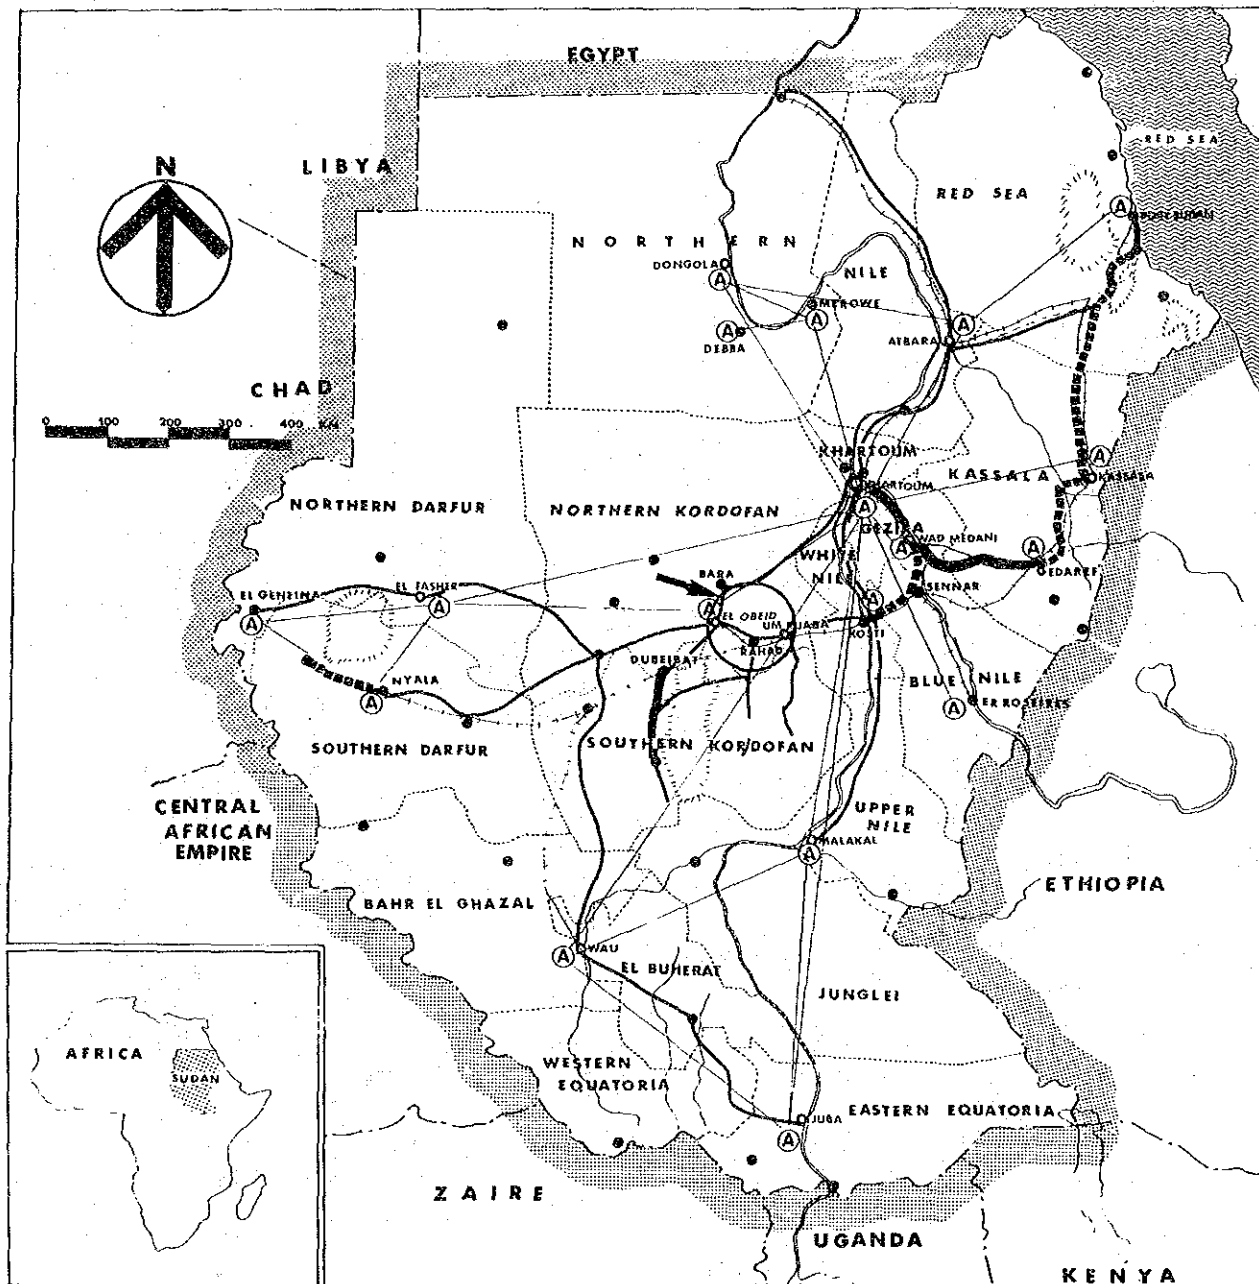 EGYPT
N
LIBYA
RED SEA
RED SEA
A
PORT SUDAN
NORTHERN
DONGOLA
A
NILE
MEROWE
A
A
DEBBA
A
ATBARA
CHAD
0 100 200 300 400 KM
KHARTOUM
KHARTOUM
A
KASSALA
A
KASSALA
NORTHERN DARFUR
NORTHERN KORDOFAN
GEZIRA
A
WAD MEDANI
A
GEDAREF
WHITE
NILE
SENNAR
BARA
EL GENEINA
A
EL FASHER
A
A
EL OBEID
UM RUABA
RAHAD
A
KOSTI
DUBEIBAT
NYALA
A
BLUE NILE
A
ER ROSEIRES
SOUTHERN DARFUR
SOUTHERN KORDOFAN
CENTRAL
AFRICAN
EMPIRE
UPPER
NILE
MALAKAL
A
ETHIOPIA
BAHR EL GHAZAL
WAU
A
EL BUHERAT
JUNGLEI
AFRICA
SUDAN
WESTERN
EQUATORIA
EASTERN EQUATORIA
JUBA
A
ZAIRE
UGANDA
KENYA